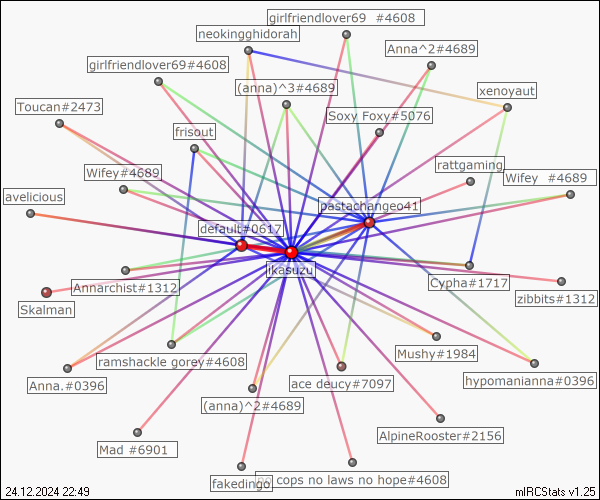 girlfriendlover69 #4608
neokingghidorah
Anna^2#4689
girlfriendlover69#4608
(anna)^3#4689
xenoyaut
Toucan#2473
Soxy Foxy#5076
frisout
rattgaming
Wifey#4689
Wifey #4689
avelicious
pastachangeo41
default#0617
ikasuzu
Annarchist#1312
Cypha#1717
zibbits#1312
Skalman
ramshackle gorey#4608
Mushy#1984
Anna.#0396
ace deucy#7097
hypomanianna#0396
(anna)^2#4689
AlpineRooster#2156
Mad #6901
fakedingo
cops no laws no hope#4608
24.12.2024 22:49
mIRCStats v1.25